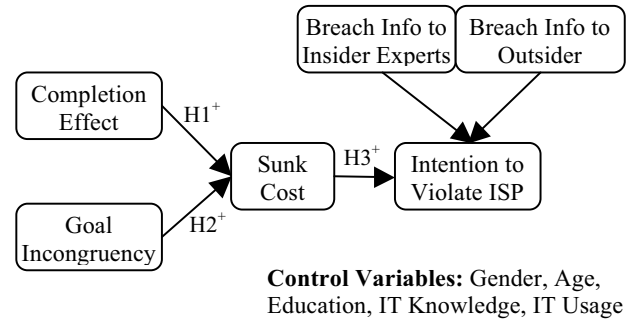 Breach Info to
Insider Experts
Breach Info to
Outsider
Completion
Effect
H1+
Sunk
Cost
H3+
Intention to
Violate ISP
Goal
Incongruency
H2+
Control Variables: Gender, Age,
Education, IT Knowledge, IT Usage